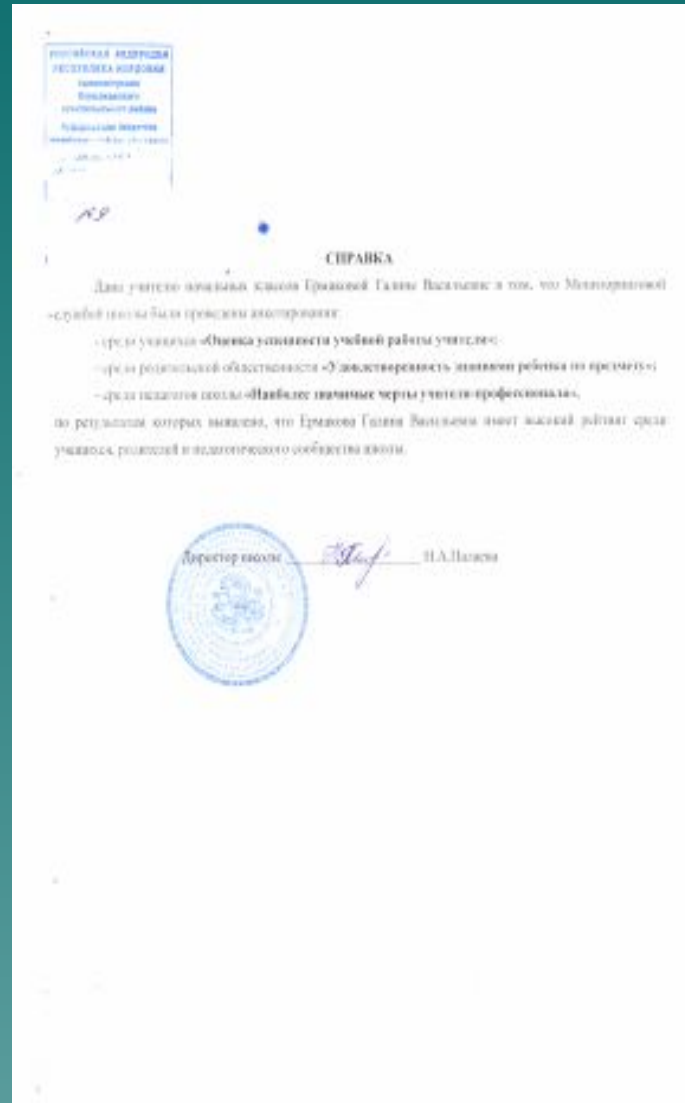 РОССИЙСКАЯ ФЕДЕРАЦИЯ
РЕСПУБЛИКА МОРДОВИЯ
муниципального района
№9
СПРАВКА
Дана учителю начальных классов Ермаковой Галине Васильевне в том, что Мониторинговой
службой школы были проведены анкетирования:
- среди учащихся «Оценка успешности учебной работы учителя»;
- среди родительской общественности «Удовлетворенность знаниями ребенка по предмету»;
- среди педагогов школы «Наиболее значимые черты учителя-профессионала»,
по результатам которых выявлено, что Ермакова Галина Васильевна имеет высокий рейтинг среди
учащихся, родителей и педагогического сообщества школы.
Директор школы Н.А.